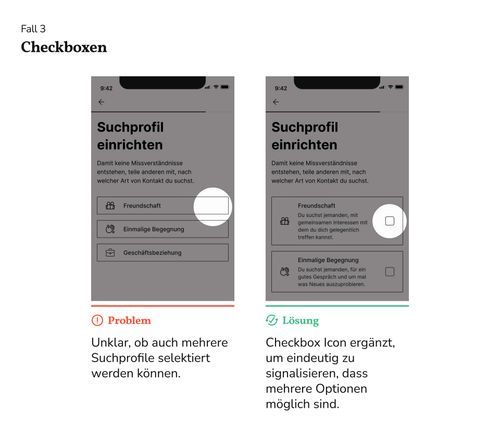 Fall 3
Checkboxen
9:42
Suchprofil
einrichten
Damit keine Missverständnisse
entstehen, teile anderen mit, nach
welcher Art von Kontakt du suchst.
Freundschaft
Einmalige Begegnung
Geschäftsbeziehung
Problem
Unklar, ob auch mehrere
Suchprofile selektiert
werden können.
9:42
Suchprofil
einrichten
Damit keine Missverständnisse
entstehen, teile anderen mit, nach
welcher Art von Kontakt du suchst.
Freundschaft
Du suchst jemanden, mit
gemeinsamen Interessen mit
dem du dich gelegentlich
treffen kannst.
Einmalige Begegnung
Du suchst jemanden, für ein
gutes Gespräch und um mal
was Neues auszuprobieren.
Lösung
Checkbox Icon ergänzt,
um eindeutig zu
signalisieren, dass
mehrere Optionen
möglich sind.